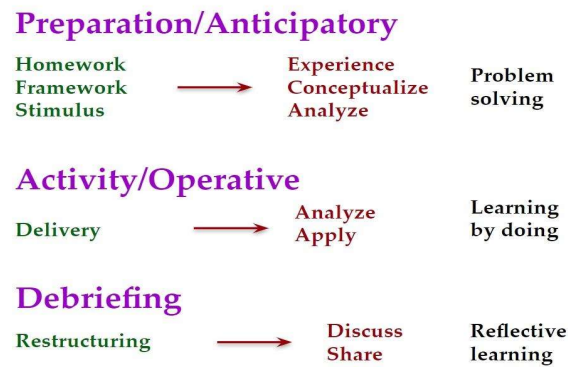 Preparation/Anticipatory
Homework
Framework
Stimulus
Experience
Conceptualize
Analyze
Problem
solving
Activity/Operative
Delivery
Analyze
Apply
Learning
by doing
Debriefing
Restructuring
Discuss
Share
Reflective
learning